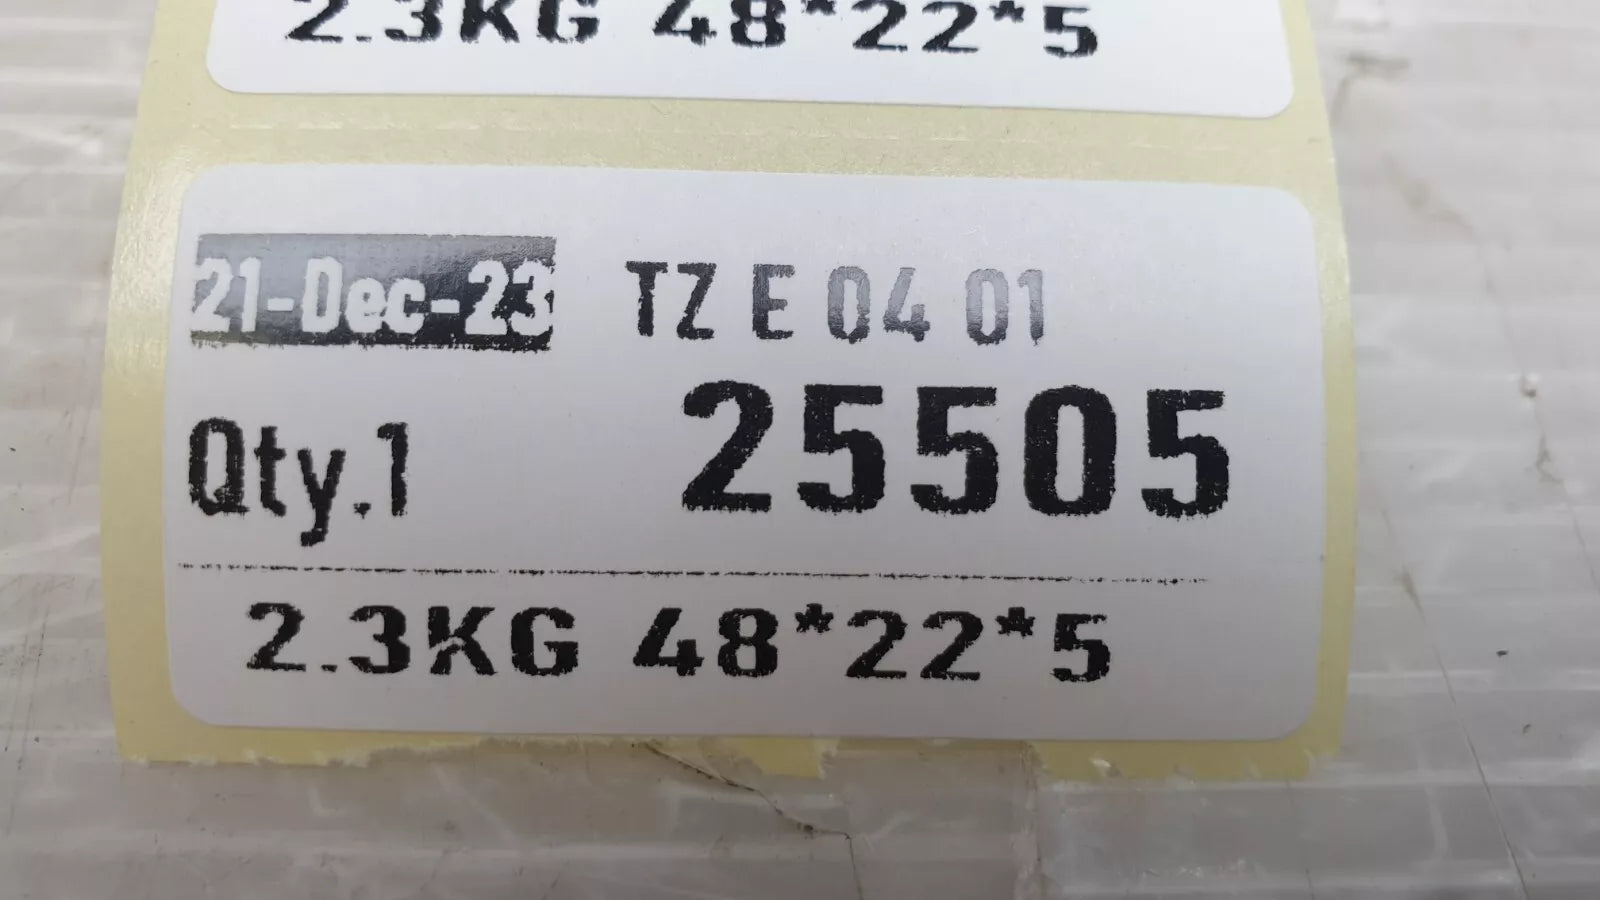 2.3KG 48*22*5
21-Dec-23 TZ E 04 01
Qty.1 25505
2.3KG 48*22*5